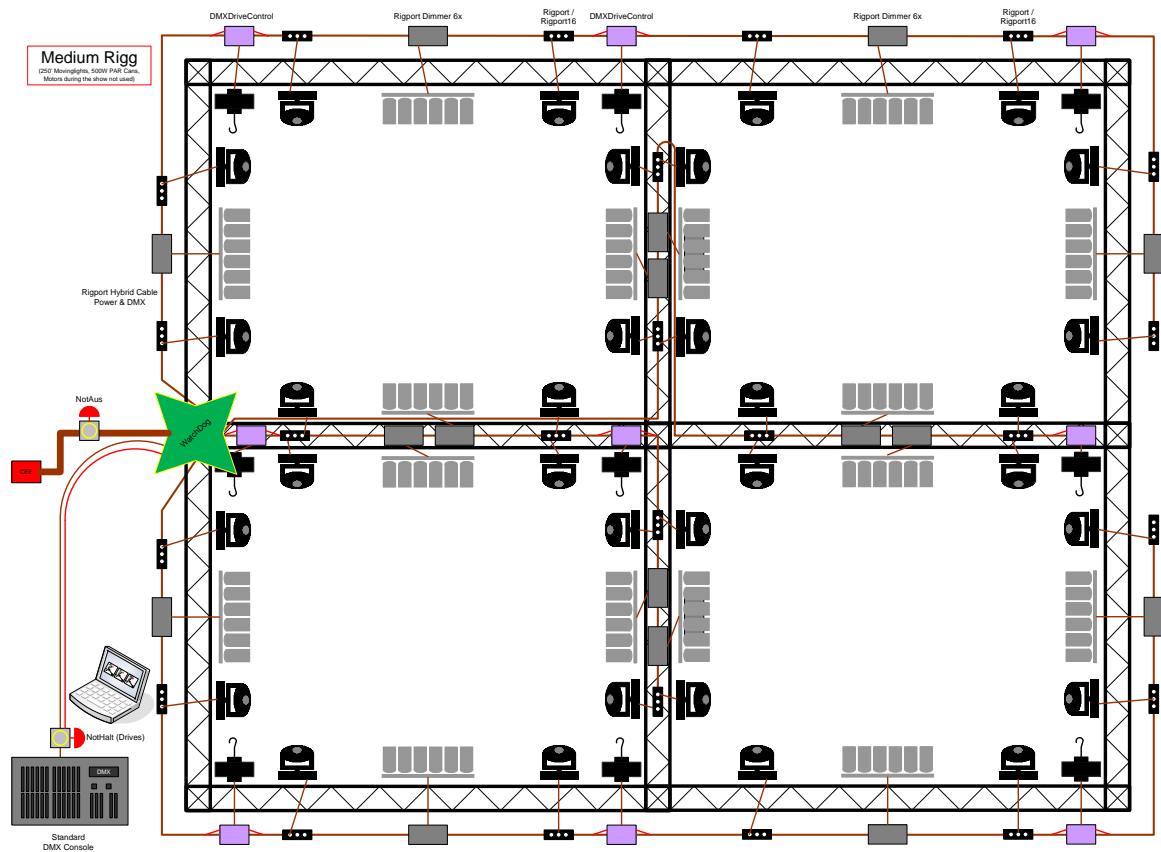 DMXDriveControl
Rigport Dimmer 6x
Rigport /
Rigport16
DMXDriveControl
Rigport Dimmer 6x
Rigport /
Rigport16
Medium Rigg
(250' Movinglights, 500W PAR Cans,
Motors during the show not used)
Rigport Hybrid Cable
Power & DMX
NotAus
WatchDog
CEE
NotHalt (Drives)
DMX
Standard
DMX Console